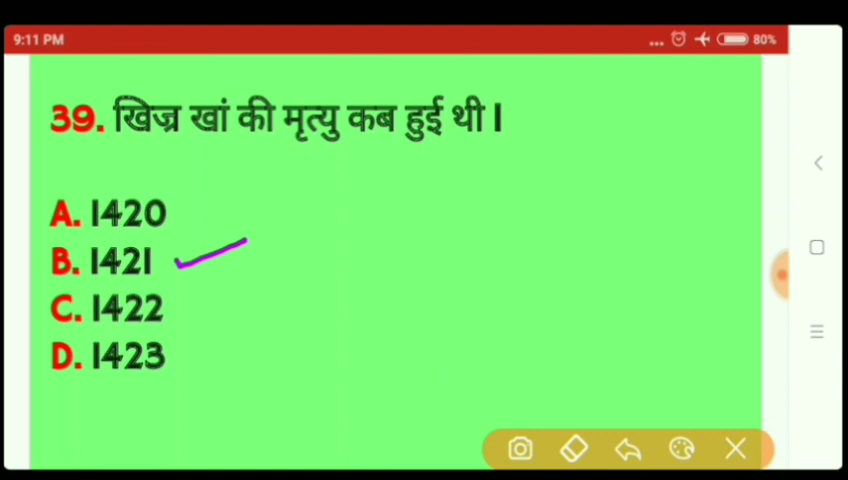 9:11 PM ... 80%
39. खिज्र खां की मृत्यु कब हुई थी।
A. 1420
B. 1421
C. 1422
D. 1423